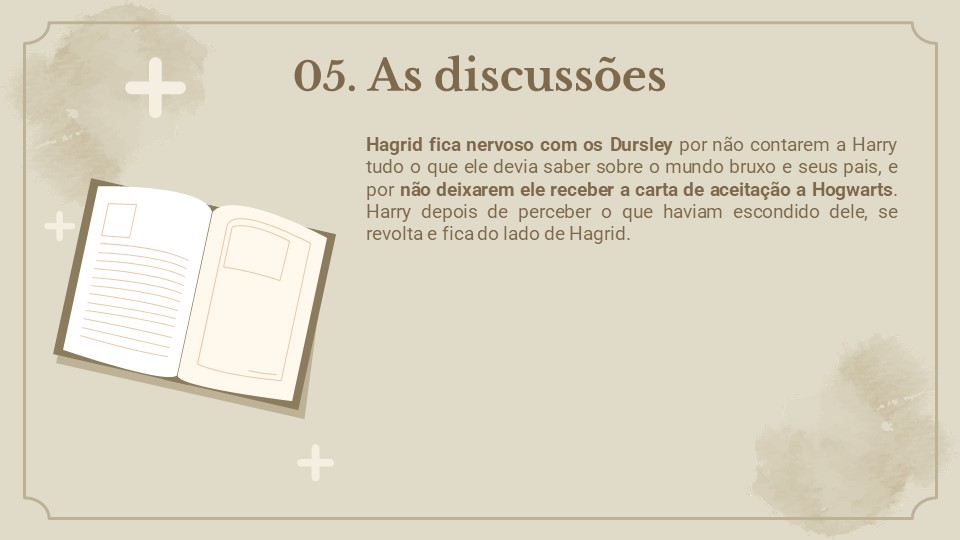 05. As discussões
Hagrid fica nervoso com os Dursley por não contarem a Harry
tudo o que ele devia saber sobre o mundo bruxo e seus pais, e
por não deixarem ele receber a carta de aceitação a Hogwarts.
Harry depois de perceber o que haviam escondido dele, se
revolta e fica do lado de Hagrid.